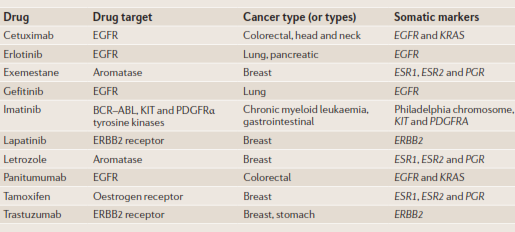 Drug Drug target Cancer type (or types) Somatic markers
Cetuximab EGFR Colorectal, head and neck EGFR and KRAS
Erlotinib EGFR Lung, pancreatic EGFR
Exemestane Aromatase Breast ESR1, ESR2 and PGR
Gefitinib EGFR Lung EGFR
Imatinib BCR–ABL, KIT and PDGFRα Chronic myeloid leukaemia, Philadelphia chromosome,
tyrosine kinases gastrointestinal KIT and PDGFRA
Lapatinib ERBB2 receptor Breast ERBB2
Letrozole Aromatase Breast ESR1, ESR2 and PGR
Panitumumab EGFR Colorectal EGFR and KRAS
Tamoxifen Oestrogen receptor Breast ESR1, ESR2 and PGR
Trastuzumab ERBB2 receptor Breast, stomach ERBB2